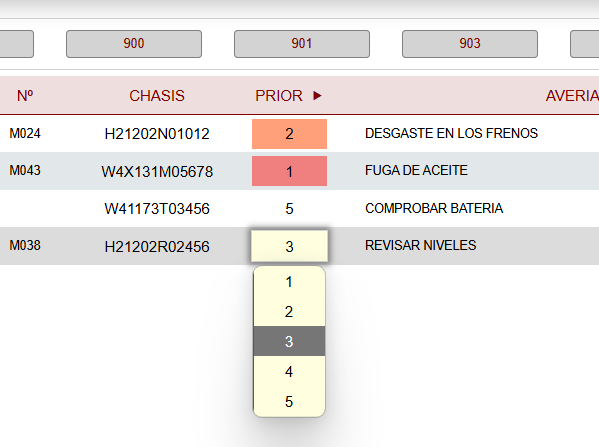 900 901 903
Nº CHASIS PRIOR ► AVERIA
M024 H21202N01012 2 DESGASTE EN LOS FRENOS
M043 W4X131M05678 1 FUGA DE ACEITE
W41173T03456 5 COMPROBAR BATERIA
M038 H21202R02456 3 REVISAR NIVELES
1
2
3
4
5